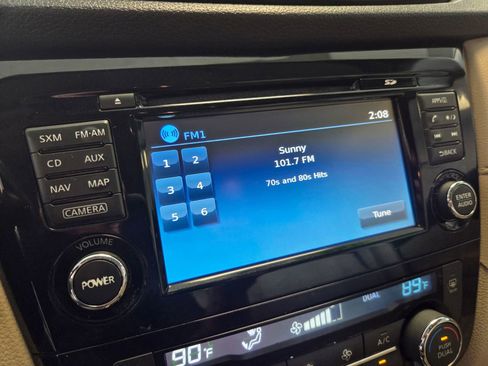 SD
APPS
SXM FM·AM
CD AUX
NAV MAP
CAMERA
VOLUME
POWER
FM1
2:08
1 2
3 4
5 6
Sunny
101.7 FM
70s and 80s Hits
Tune
BACK
ENTER
AUDIO
90°F
DUAL
89°F
A/C
PUSH
DUAL